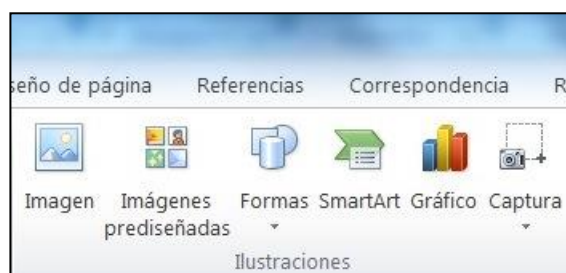 seño de página Referencias Correspondencia R
Imagen Imágenes prediseñadas Formas SmartArt Gráfico Captura
Ilustraciones